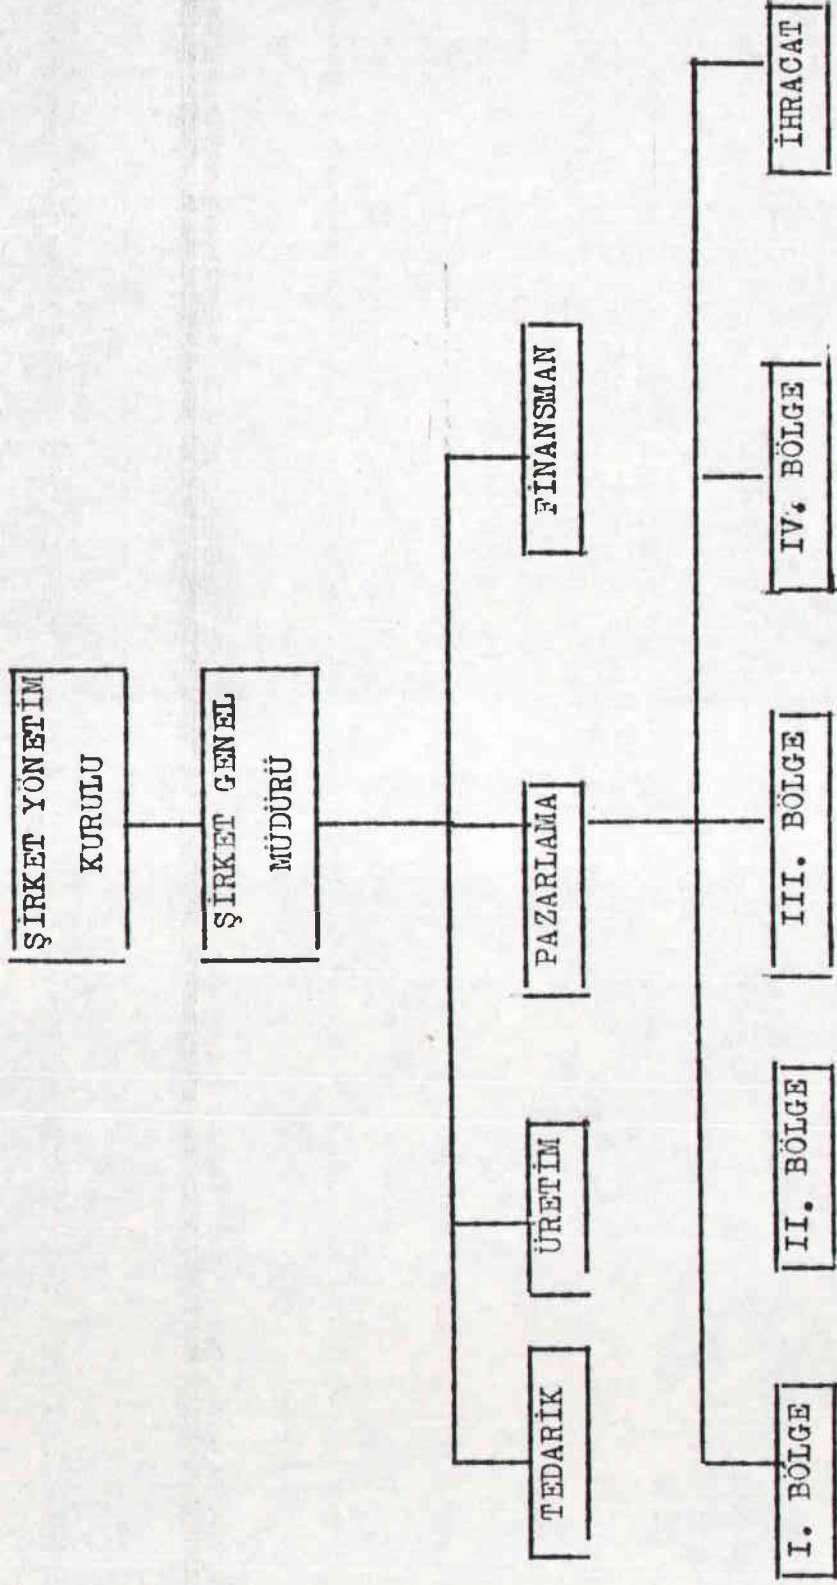 ŞİRKET YÖNETİM
KURULU
ŞİRKET GENEL
MÜDÜRÜ
TEDARİK
ÜRETİM
PAZARLAMA
FİNANSMAN
I. BÖLGE
II. BÖLGE
III. BÖLGE
IV. BÖLGE
İHRACAT